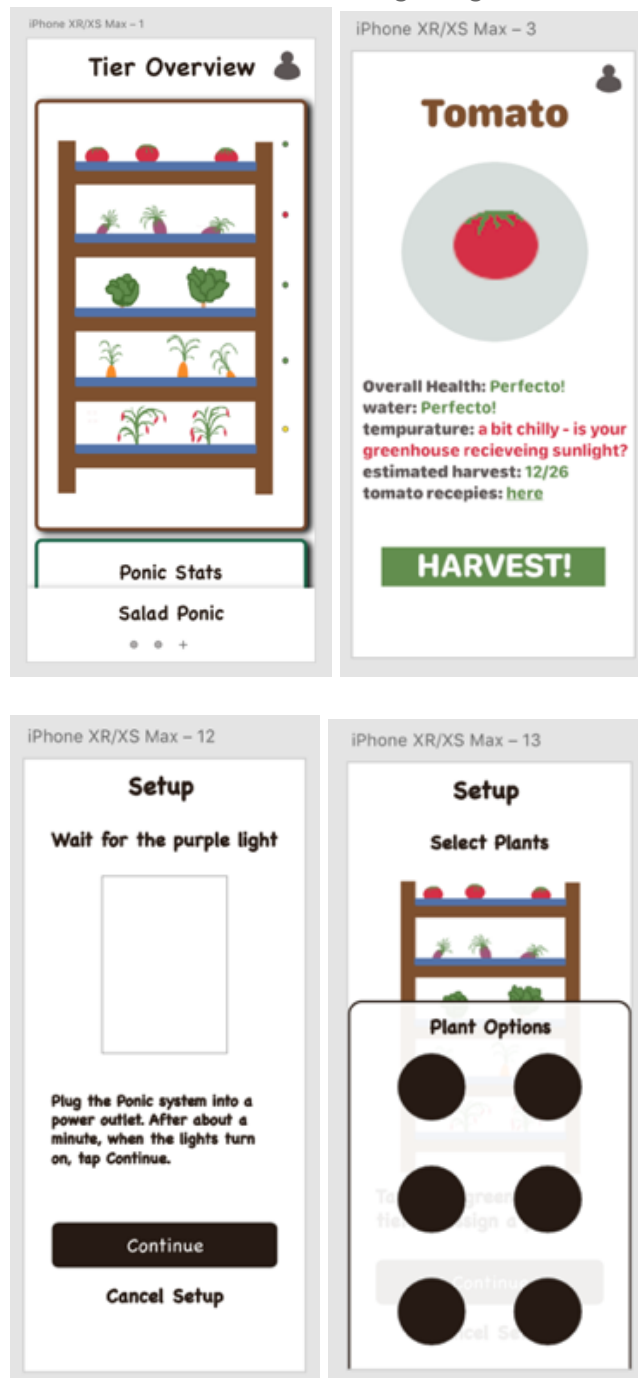 iPhone XR/XS Max – 1
Tier Overview
Ponic Stats
Salad Ponic
iPhone XR/XS Max – 3
Tomato
Overall Health: Perfecto!
water: Perfecto!
tempurature: a bit chilly - is your
greenhouse recieveing sunlight?
estimated harvest: 12/26
tomato recepies: here
HARVEST!
iPhone XR/XS Max – 12
Setup
Wait for the purple light
Plug the Ponic system into a
power outlet. After about a
minute, when the lights turn
on, tap Continue.
Continue
Cancel Setup
iPhone XR/XS Max – 13
Setup
Select Plants
Plant Options
Continue